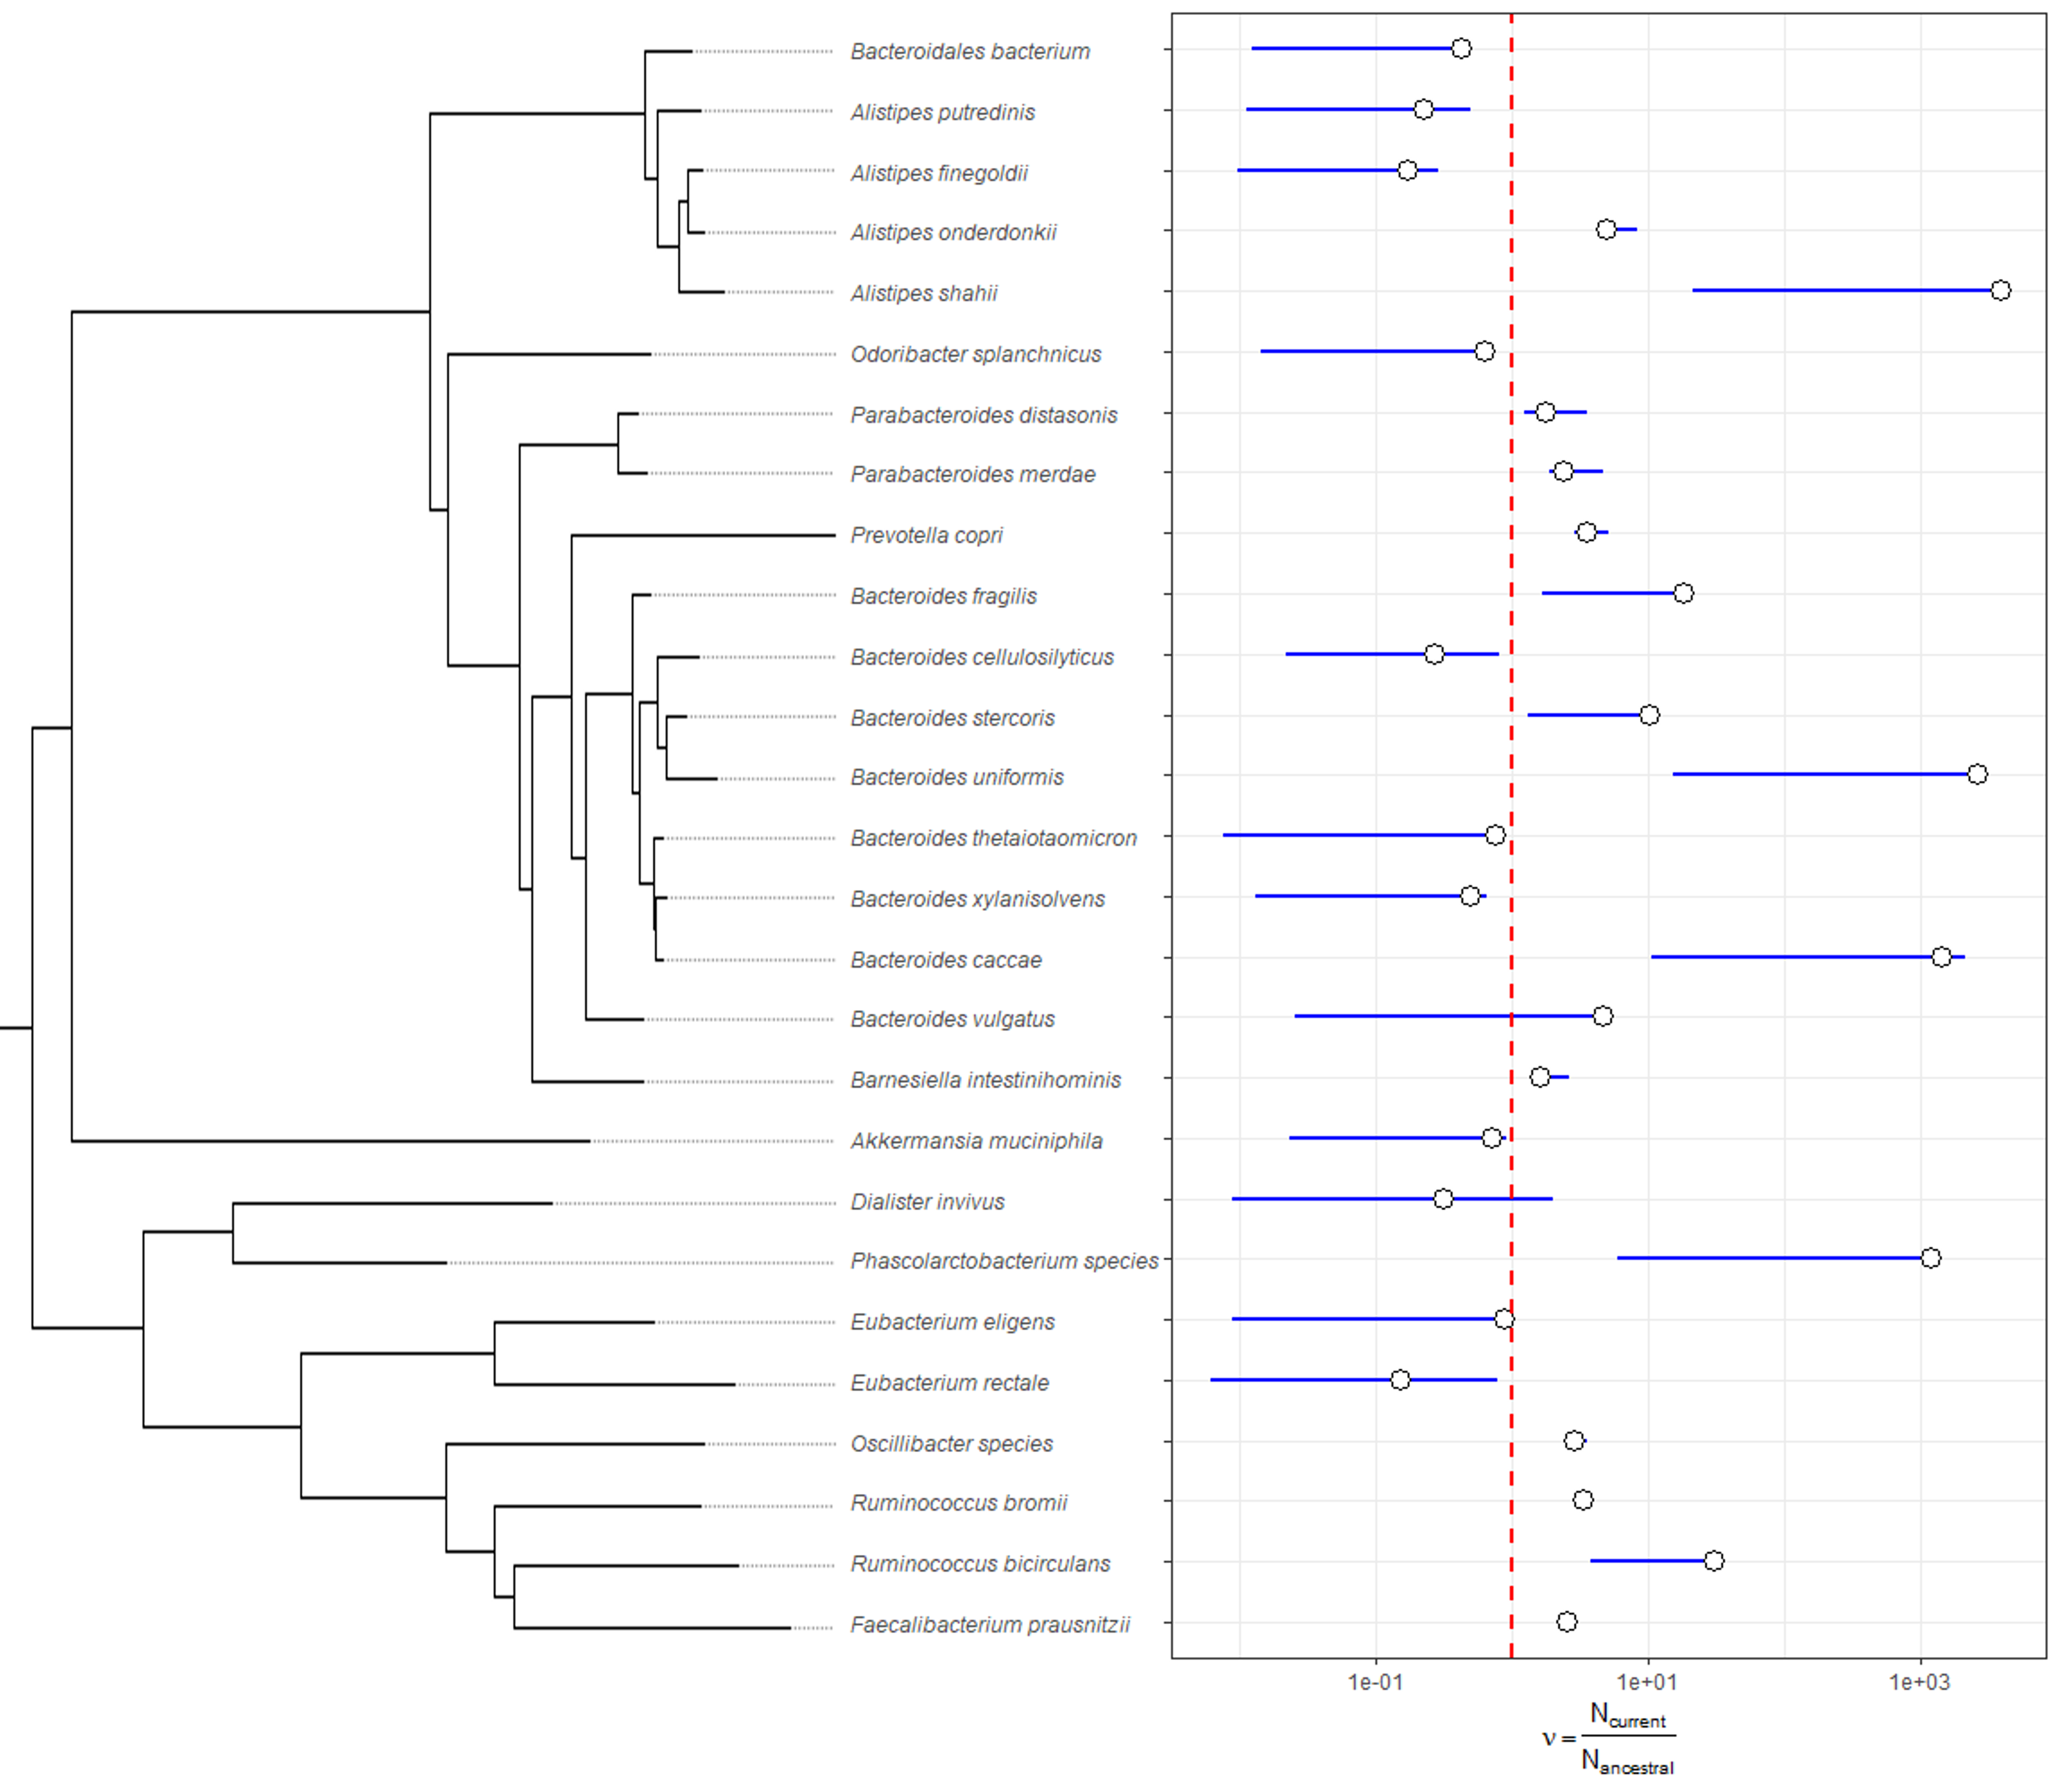 Bacteroidales bacterium
Alistipes putredinis
Alistipes finegoldii
Alistipes onderdonkii
Alistipes shahii
Odoribacter splanchnicus
Parabacteroides distasonis
Parabacteroides merdae
Prevotella copri
Bacteroides fragilis
Bacteroides cellulosilyticus
Bacteroides stercoris
Bacteroides uniformis
Bacteroides thetaiotaomicron
Bacteroides xylanisolvens
Bacteroides caccae
Bacteroides vulgatus
Barnesiella intestinihominis
Akkermansia muciniphila
Dialister invivus
Phascolarctobacterium species
Eubacterium eligens
Eubacterium rectale
Oscillibacter species
Ruminococcus bromii
Ruminococcus bicirculans
Faecalibacterium prausnitzii
1e-01 1e+01 1e+03
Ncurrent
ν =
Nancestral